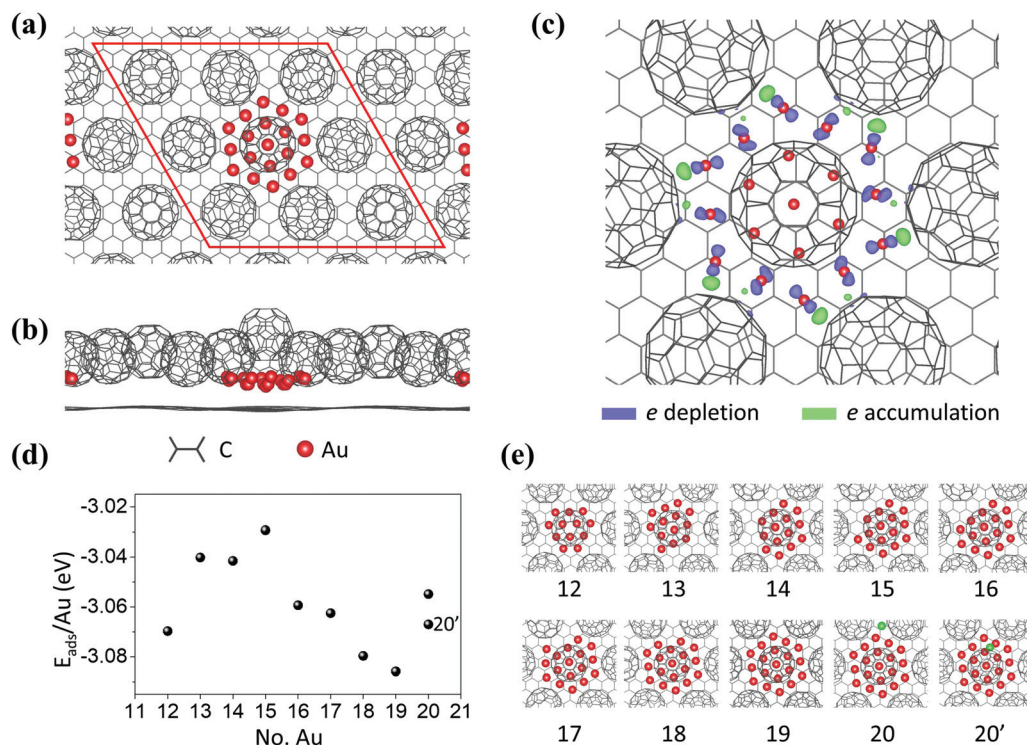 (a)
(b)
C
Au
(c)
e depletion
e accumulation
(d)
-3.02
-3.04
-3.06
-3.08
E_ads/Au (eV)
20'
11 12 13 14 15 16 17 18 19 20 21
No. Au
(e)
12 13 14 15 16
17 18 19 20 20'